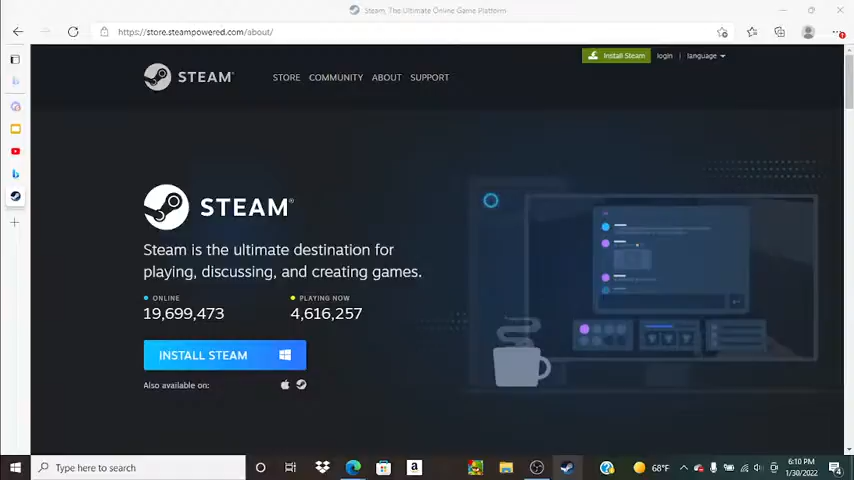 Steam, The Ultimate Online Game Platform
https://store.steampowered.com/about/
Install Steam login language
STEAM® STORE COMMUNITY ABOUT SUPPORT
STEAM®
Steam is the ultimate destination for
playing, discussing, and creating games.
ONLINE PLAYING NOW
19,699,473 4,616,257
INSTALL STEAM
Also available on:
Type here to search
68°F
6:10 PM
1/30/2022
4